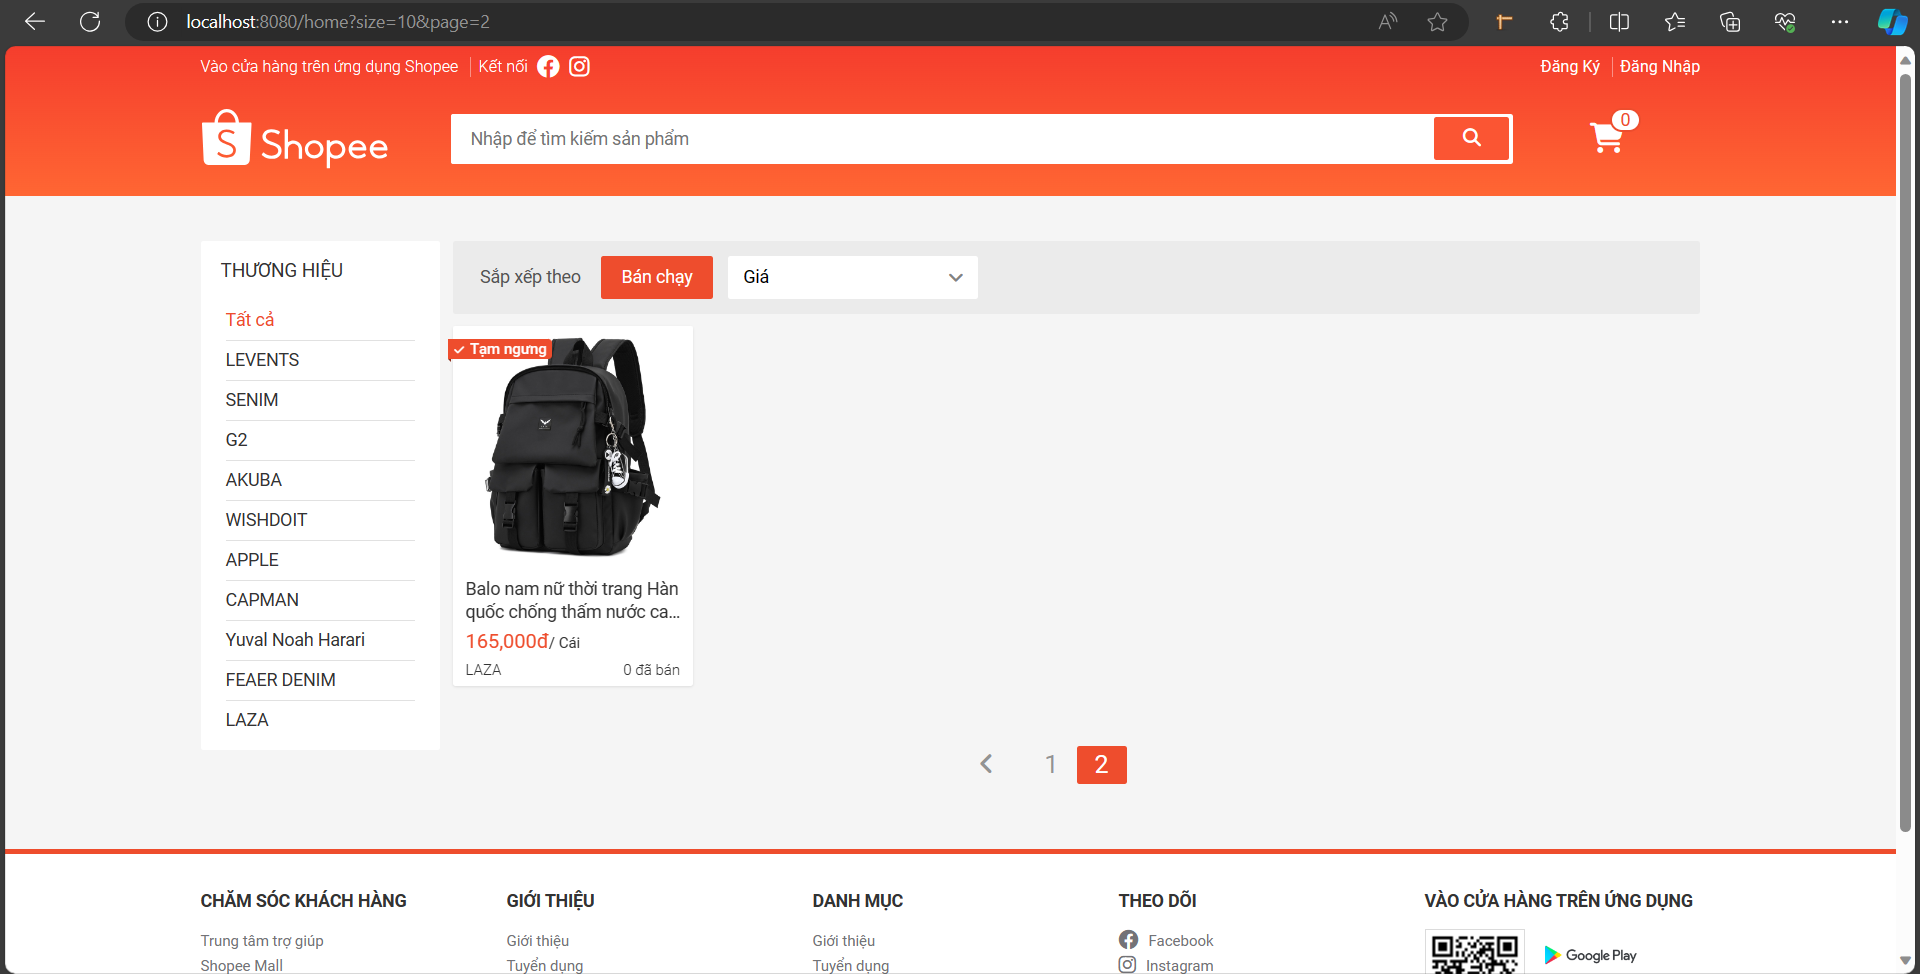 localhost:8080/home?size=10&page=2
Vào cửa hàng trên ứng dụng Shopee
Kết nối
Đăng Ký
Đăng Nhập
Shopee
Nhập để tìm kiếm sản phẩm
0
THƯƠNG HIỆU
Tất cả
LEVENTS
SENIM
G2
AKUBA
WISHDOIT
APPLE
CAPMAN
Yuval Noah Harari
FEAER DENIM
LAZA
Sắp xếp theo
Bán chạy
Giá
Tạm ngưng
Balo nam nữ thời trang Hàn
quốc chống thấm nước ca...
165,000đ/ Cái
LAZA
0 đã bán
1
2
CHĂM SÓC KHÁCH HÀNG
Trung tâm trợ giúp
Shopee Mall
GIỚI THIỆU
Giới thiệu
Tuyển dụng
DANH MỤC
Giới thiệu
Tuyển dụng
THEO DÕI
Facebook
Instagram
VÀO CỬA HÀNG TRÊN ỨNG DỤNG
Google Play